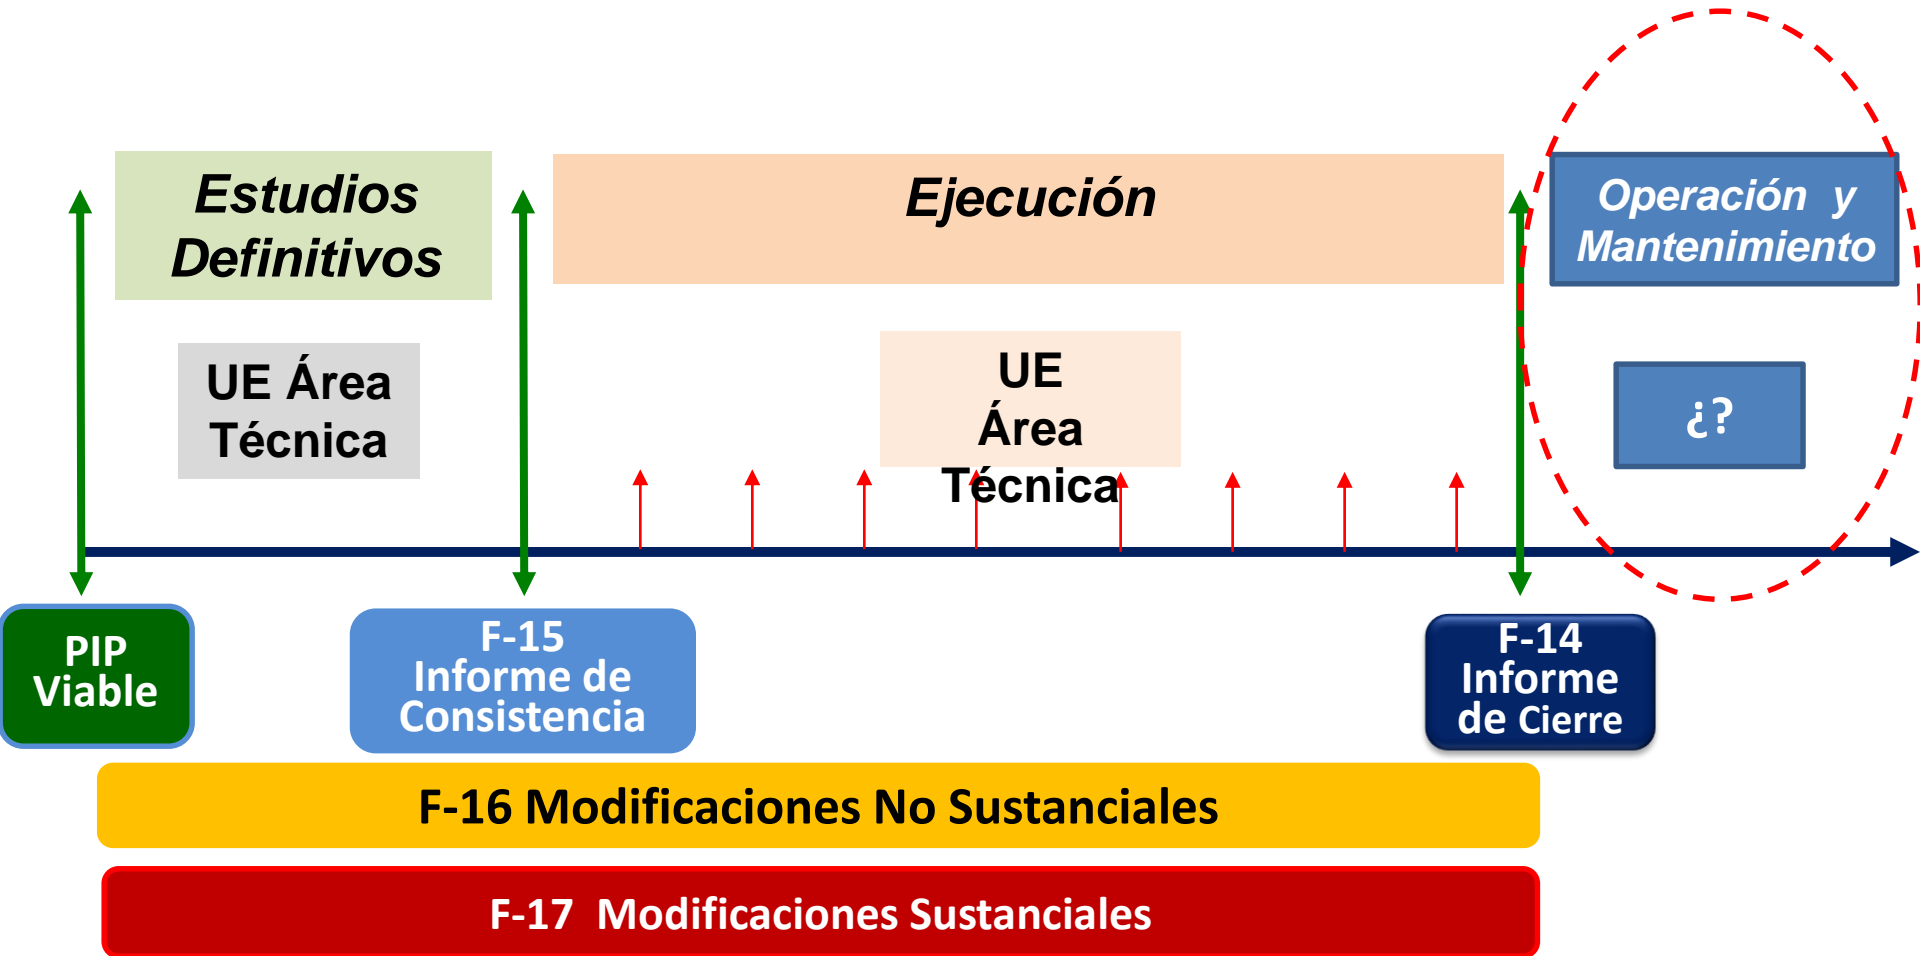 Estudios
Definitivos
Ejecución
Operación y
Mantenimiento
UE Área
Técnica
UE
Área
Técnica
¿?
PIP
Viable
F-15
Informe de
Consistencia
F-14
Informe
de Cierre
F-16 Modificaciones No Sustanciales
F-17 Modificaciones Sustanciales